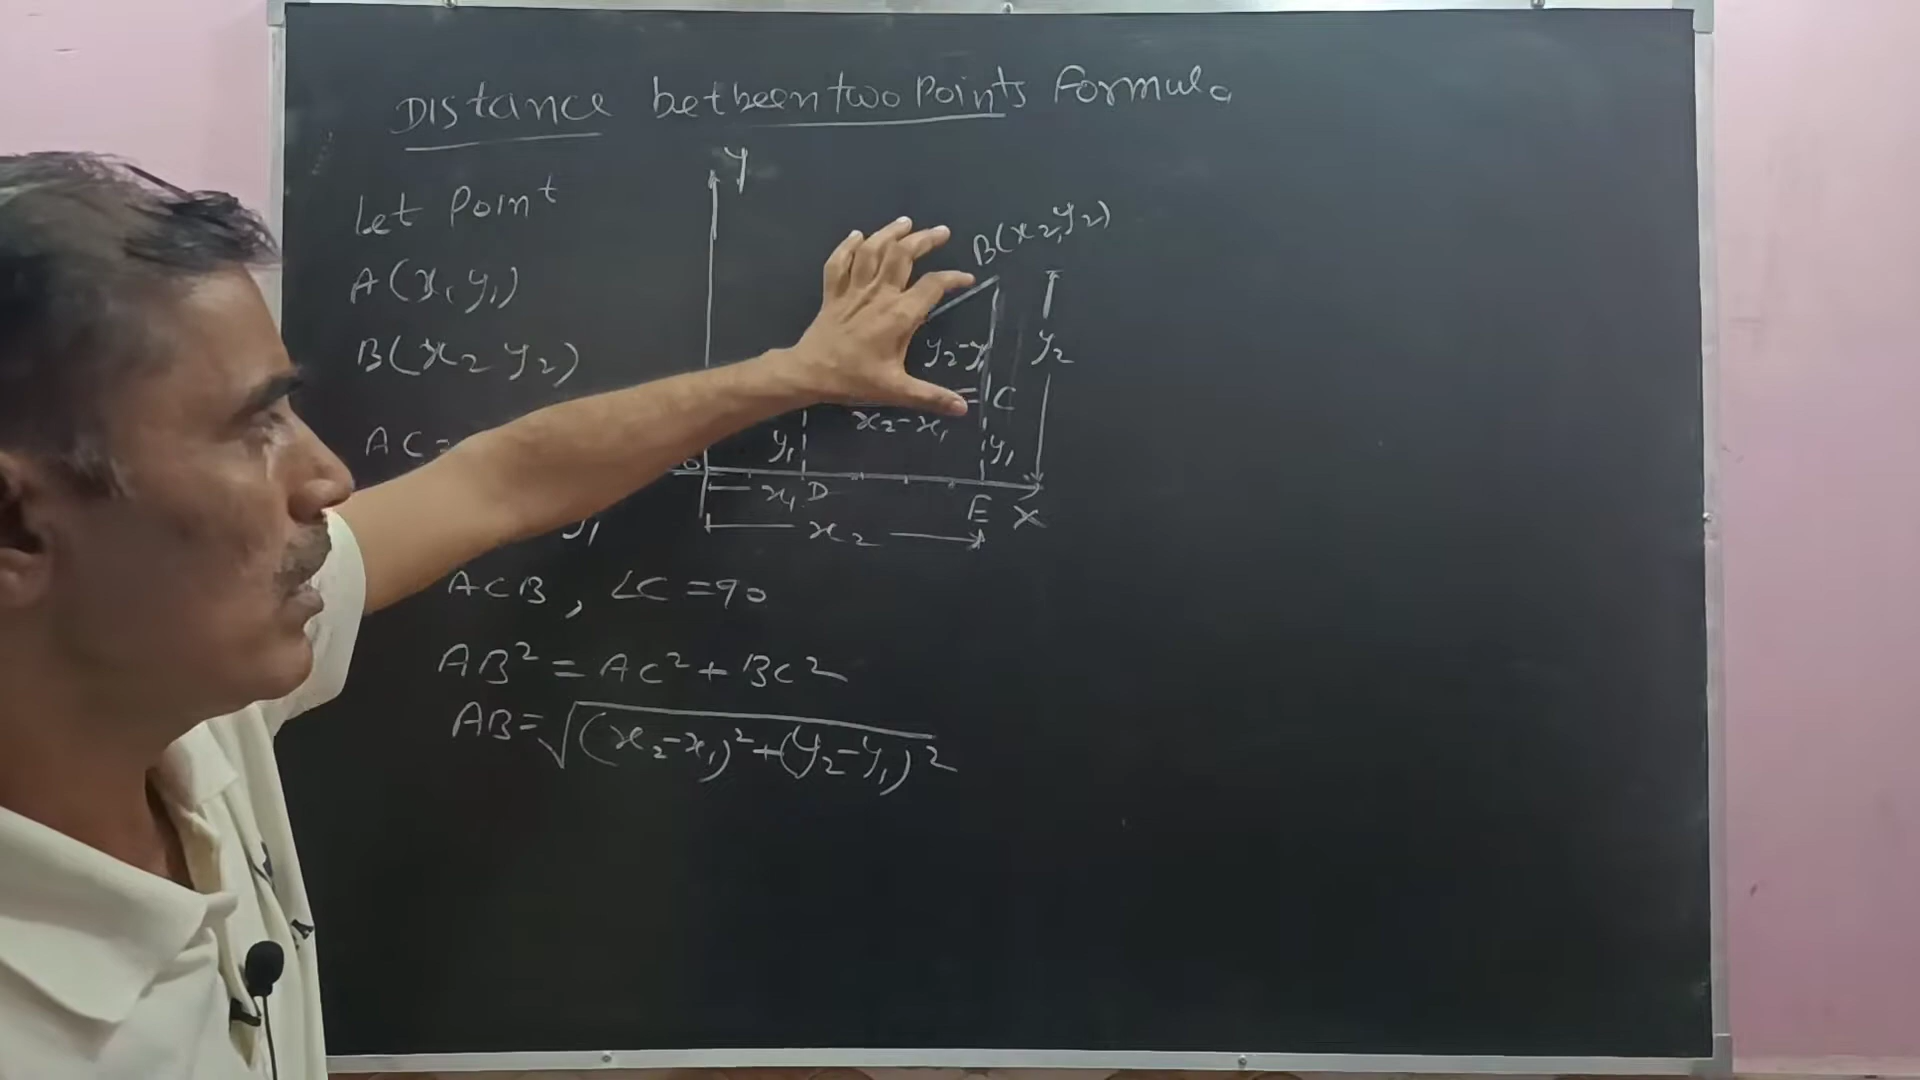 DIstance betbeen two Points Formula
Let Point
A(x₁ y₁)
B(x₂ y₂)
AC=
y₁
ACB, ∠C=90
AB²=AC²+BC²
AB=√(x₂-x₁)²+(y₂-y₁)²
Y
B(x₂,y₂)
y₂-y₁
y₂
C
x₂-x₁
y₁
y₁
O
x₁ D
E X
x₂